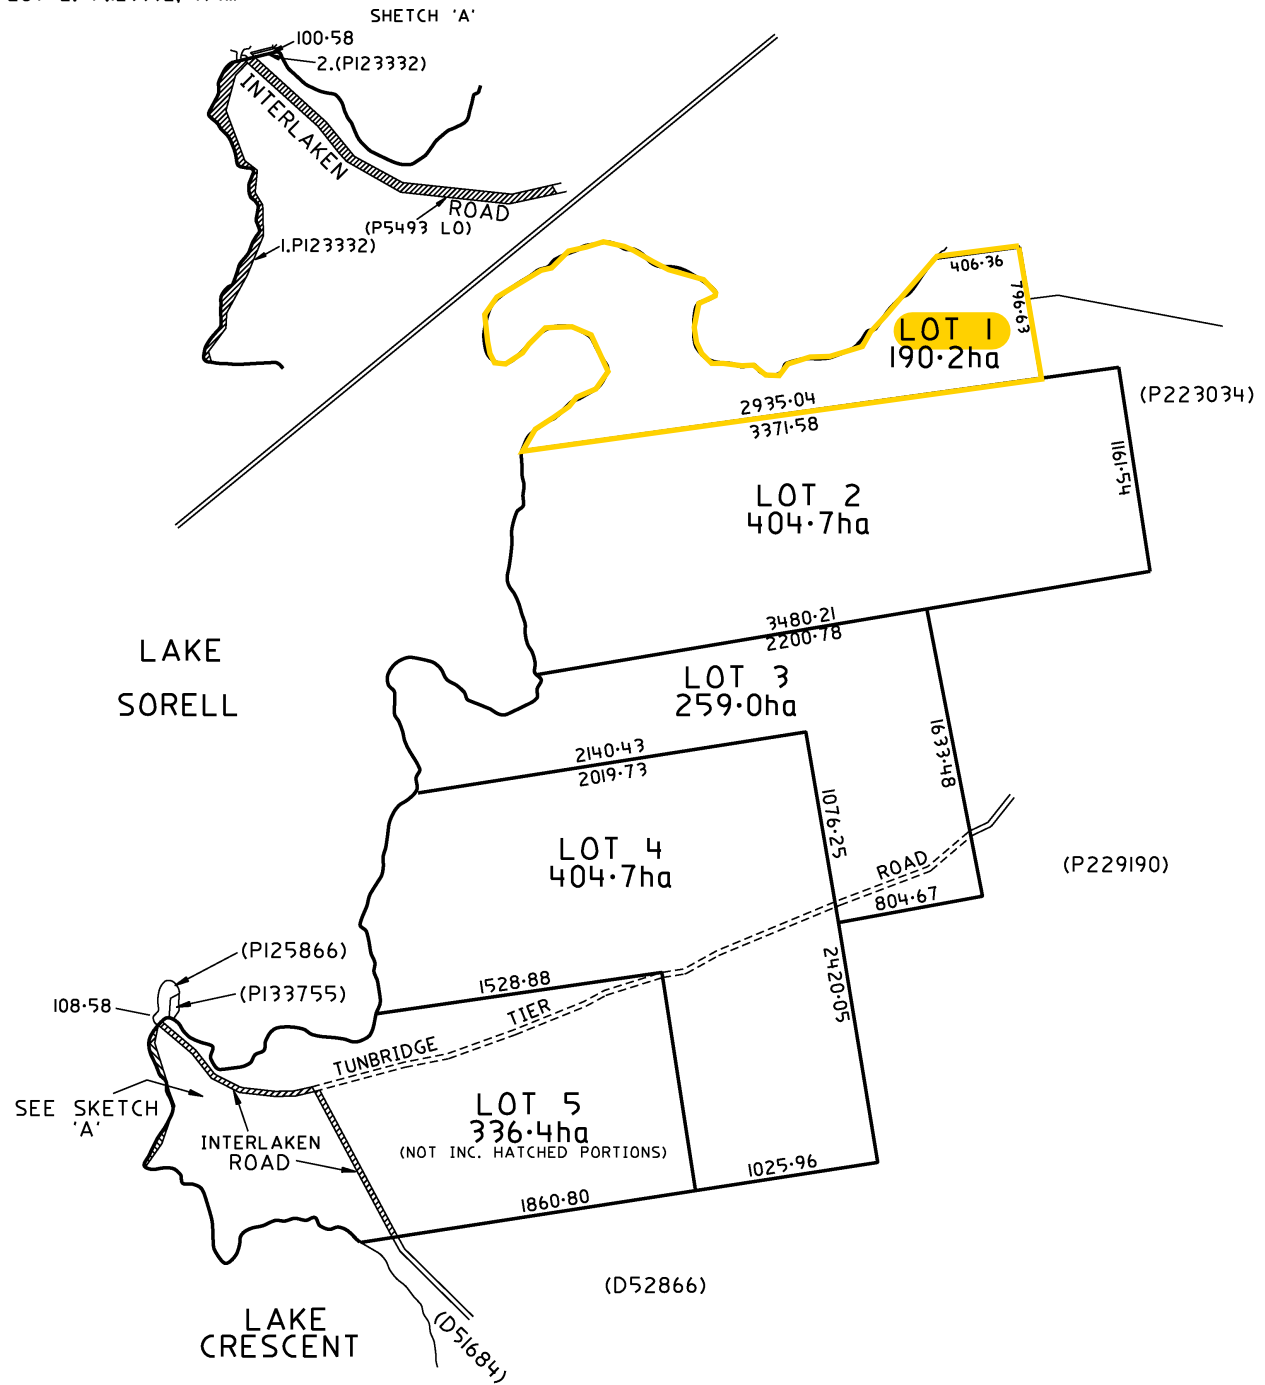 SHETCH 'A'
100·58
2.(P123332)
INTERLAKEN
ROAD
(P5493 LO)
1.P123332)
406·36
796·63
LOT 1
190·2ha
2935·04
3371·58
(P223034)
1161·54
LOT 2
404·7ha
3480·21
2200·78
LAKE
SORELL
LOT 3
259·0ha
1633·48
2140·43
2019·73
1076·25
LOT 4
404·7ha
ROAD
804·67
(P229190)
(P125866)
(P133755)
108·58
1528·88
TIER
TUNBRIDGE
2420·05
SEE SKETCH
'A'
INTERLAKEN
ROAD
LOT 5
336·4ha
(NOT INC. HATCHED PORTIONS)
1025·96
1860·80
(D52866)
LAKE
CRESCENT
(D51684)